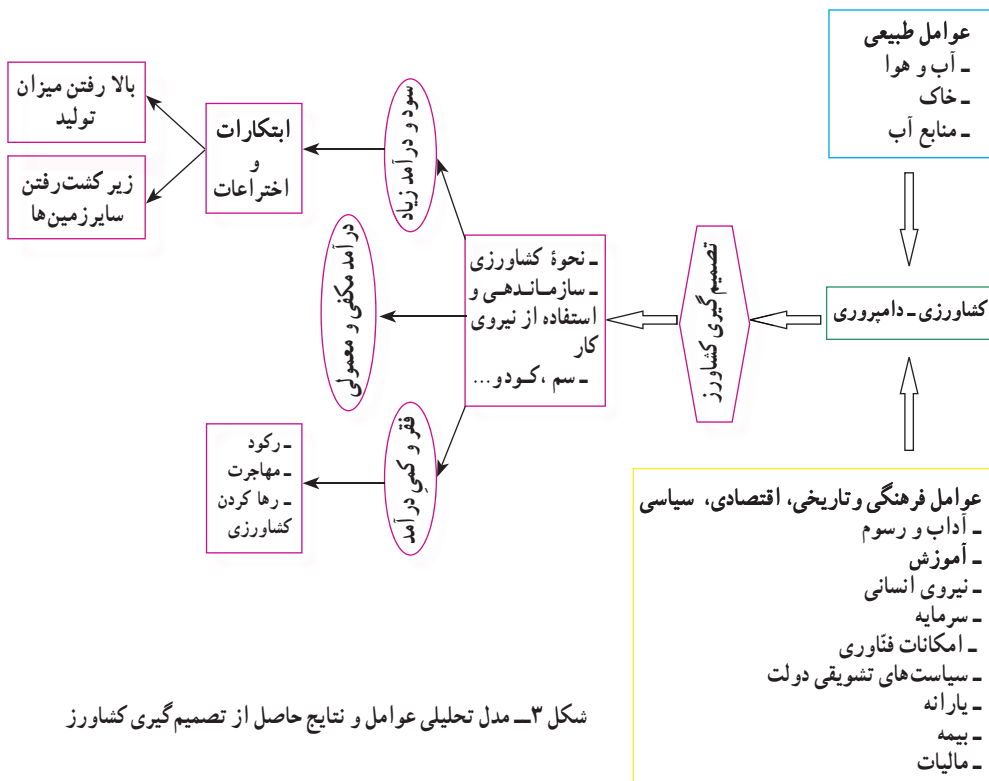 عوامل طبیعی
ـ آب و هوا
ـ خاک
ـ منابع آب
کشاورزی ـ دامپروری
عوامل فرهنگی و تاریخی، اقتصادی، سیاسی
ـ آداب و رسوم
ـ آموزش
ـ نیروی انسانی
ـ سرمایه
ـ امکانات فنّاوری
ـ سیاست‌های تشویقی دولت
ـ یارانه
ـ بیمه
ـ مالیات
تصمیم گیری کشاورز
ـ نحوهٔ کشاورزی
ـ سازماندهی و
استفاده از نیروی
کار
ـ سم ،کود و...
سود و درآمد زیاد
درآمد مکفی و معمولی
فقر و کمیِ درآمد
ابتکارات
و
اختراعات
بالا رفتن میزان
تولید
زیر کشت‌رفتن
سایرزمین‌ها
ـ رکود
ـ مهاجرت
ـ رها کردن
کشاورزی
شکل ۳ــ مدل تحلیلی عوامل و نتایج حاصل از تصمیم‌گیری کشاورز